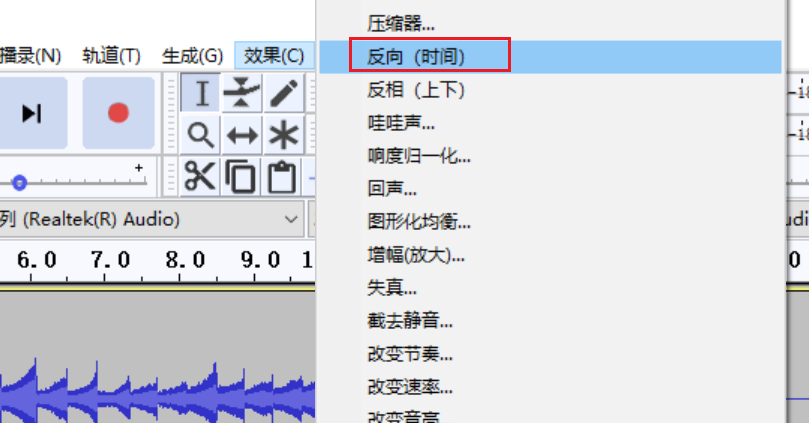 压缩器...
播录(N) 轨道(T) 生成(G) 效果(C)
反向（时间）
反相（上下）
哇哇声...
响度归一化...
回声...
列 (Realtek(R) Audio)
图形化均衡...
6.0 7.0 8.0 9.0 1
增幅(放大)...
0
失真...
截去静音...
改变节奏...
改变速率...
改变音高